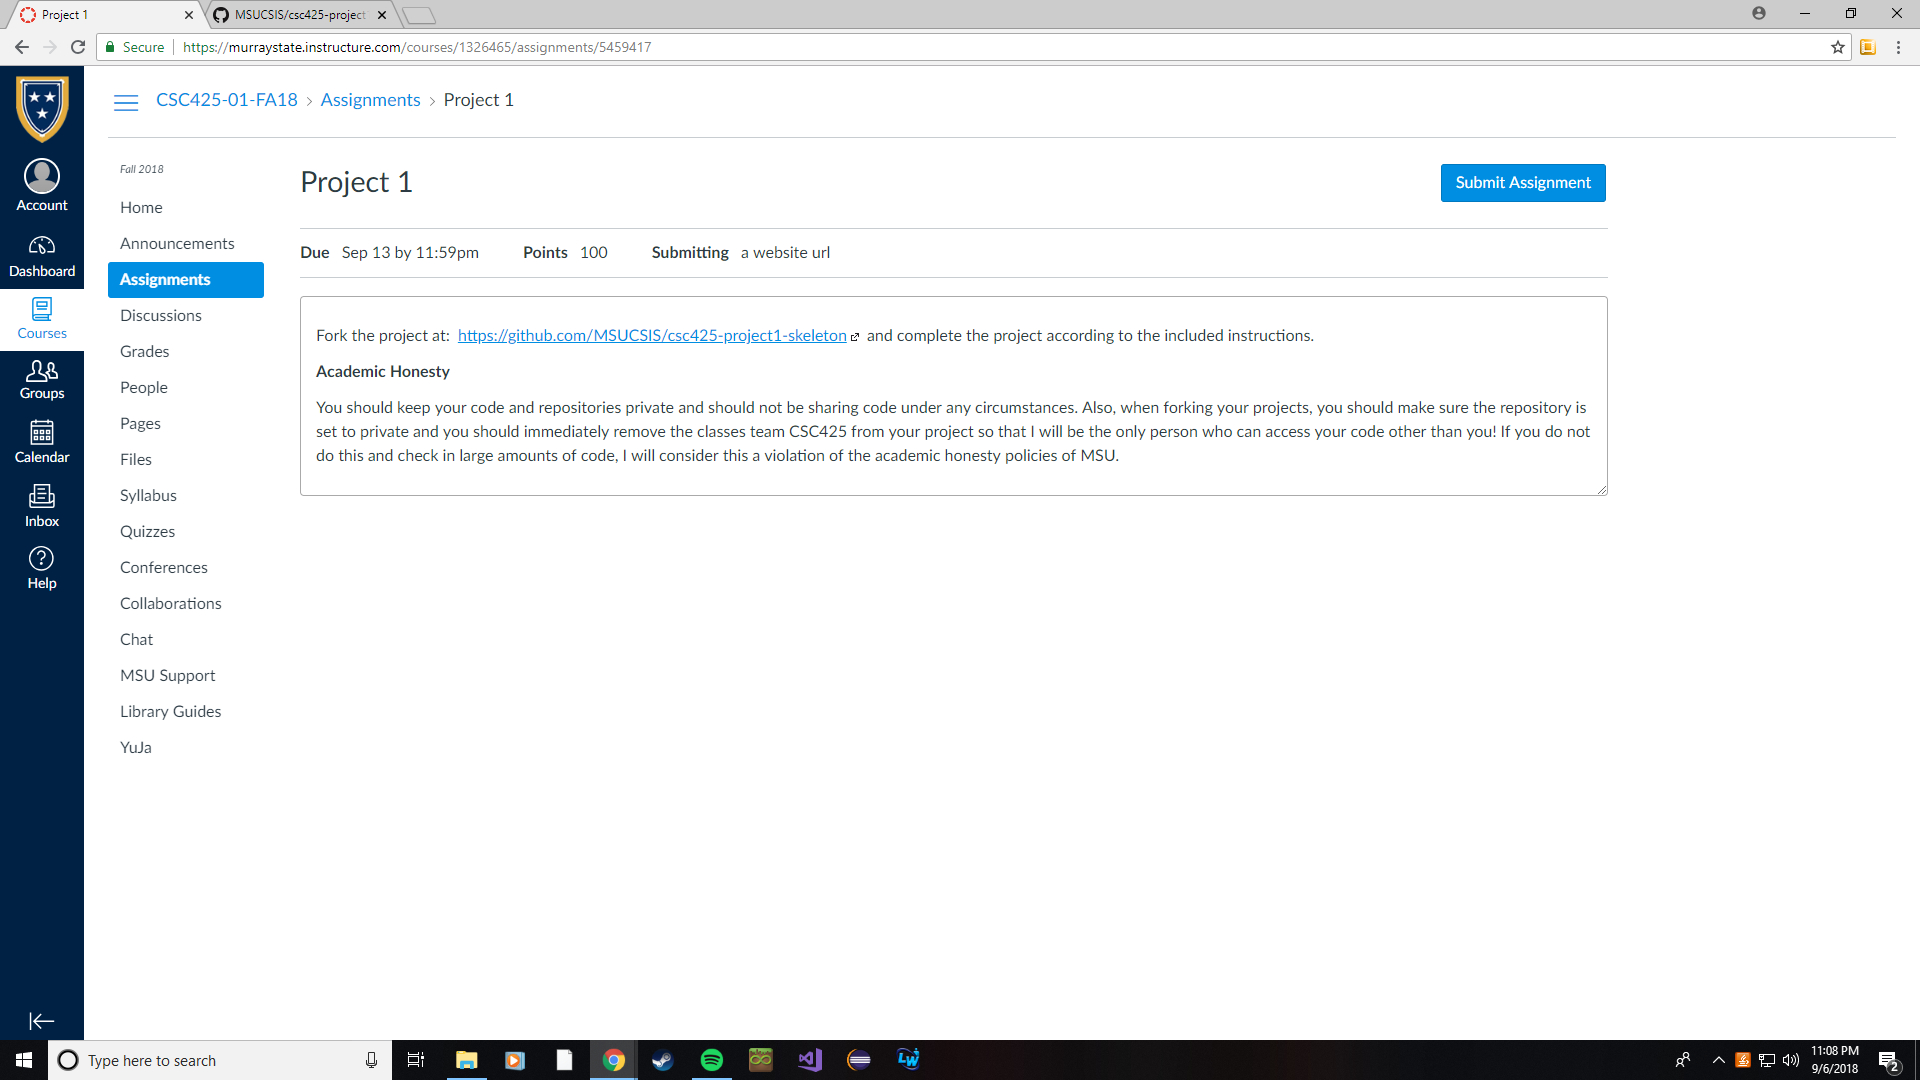 Project 1
MSUCSIS/csc425-project
Secure
https://murraystate.instructure.com/courses/1326465/assignments/5459417
CSC425-01-FA18 › Assignments › Project 1
Account
Dashboard
Courses
Groups
Calendar
Inbox
Help
Fall 2018
Home
Announcements
Assignments
Discussions
Grades
People
Pages
Files
Syllabus
Quizzes
Conferences
Collaborations
Chat
MSU Support
Library Guides
YuJa
Project 1
Submit Assignment
Due Sep 13 by 11:59pm Points 100 Submitting a website url
Fork the project at: https://github.com/MSUCSIS/csc425-project1-skeleton and complete the project according to the included instructions.
Academic Honesty
You should keep your code and repositories private and should not be sharing code under any circumstances. Also, when forking your projects, you should make sure the repository is
set to private and you should immediately remove the classes team CSC425 from your project so that I will be the only person who can access your code other than you! If you do not
do this and check in large amounts of code, I will consider this a violation of the academic honesty policies of MSU.
Type here to search
LW
11:08 PM
9/6/2018
2